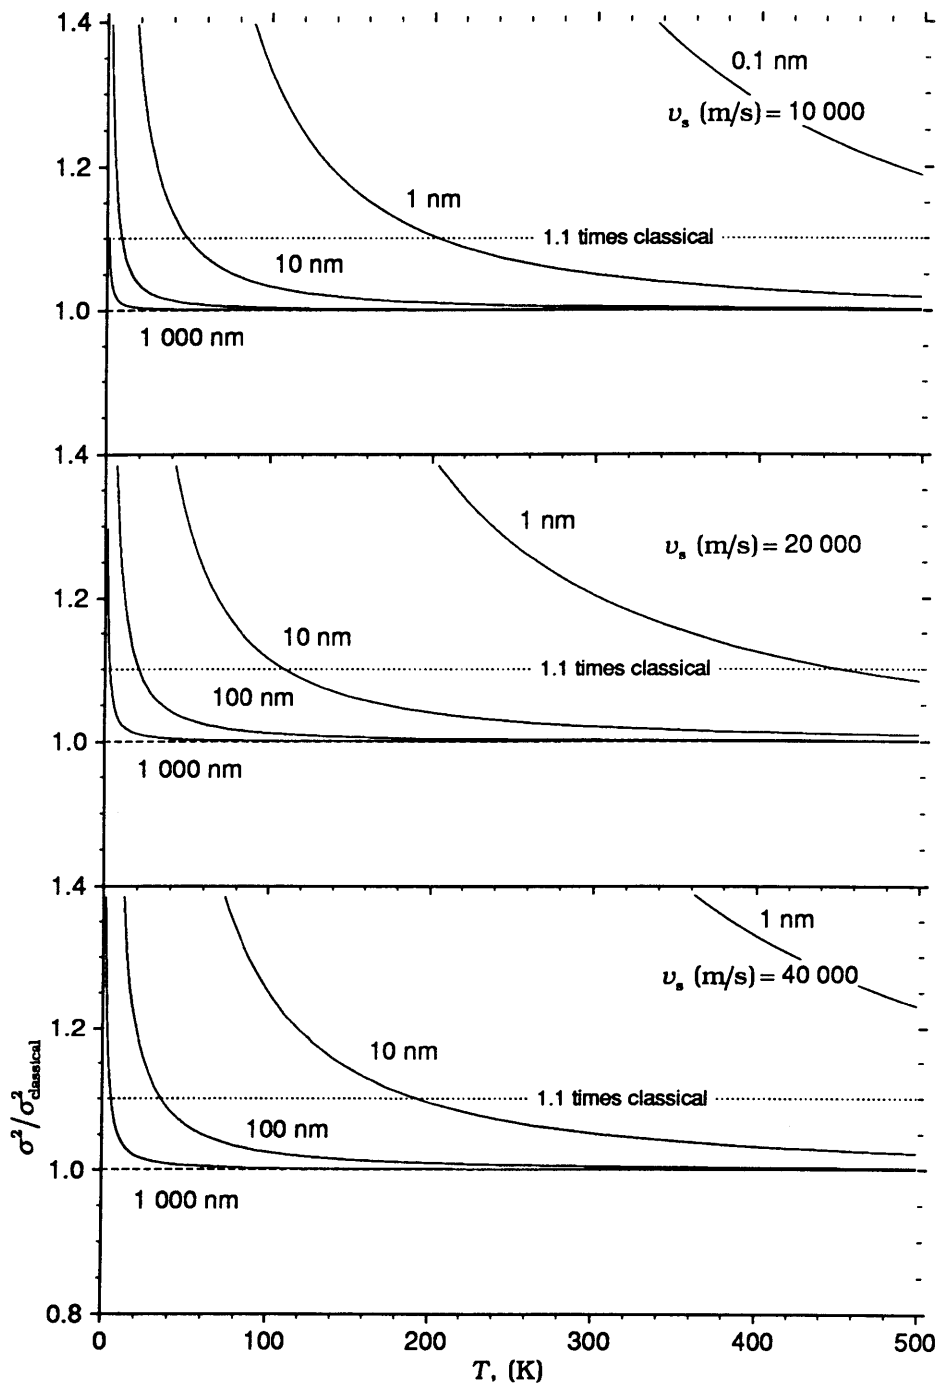 1.4
0.1 nm
υₛ (m/s) = 10 000
1.2
1 nm
1.1 times classical
10 nm
1.0
1 000 nm
1.4
1 nm
υₛ (m/s) = 20 000
1.2
10 nm
1.1 times classical
100 nm
1.0
1 000 nm
1.4
1 nm
υₛ (m/s) = 40 000
1.2
10 nm
1.1 times classical
100 nm
σ²/σ²classical
1.0
1 000 nm
0.8
0 100 200 300 400 500
T, (K)